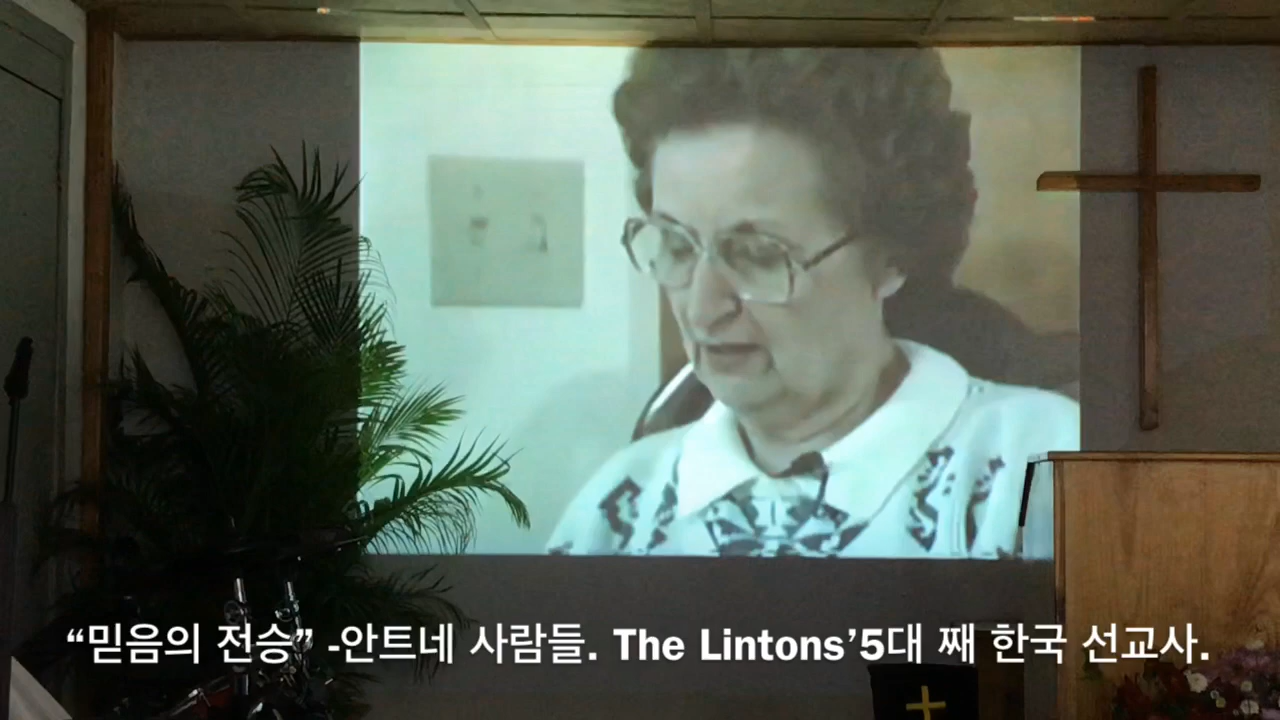 “믿음의 전승” -안트네 사람들. The Lintons’5대 째 한국 선교사.